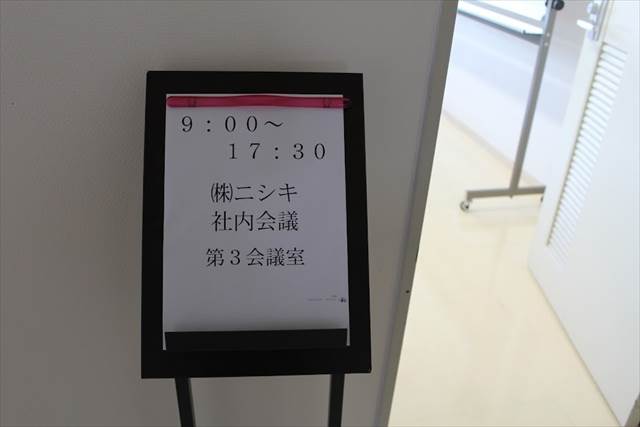 ９：００～
１７：３０
㈱ニシキ
社内会議
第３会議室